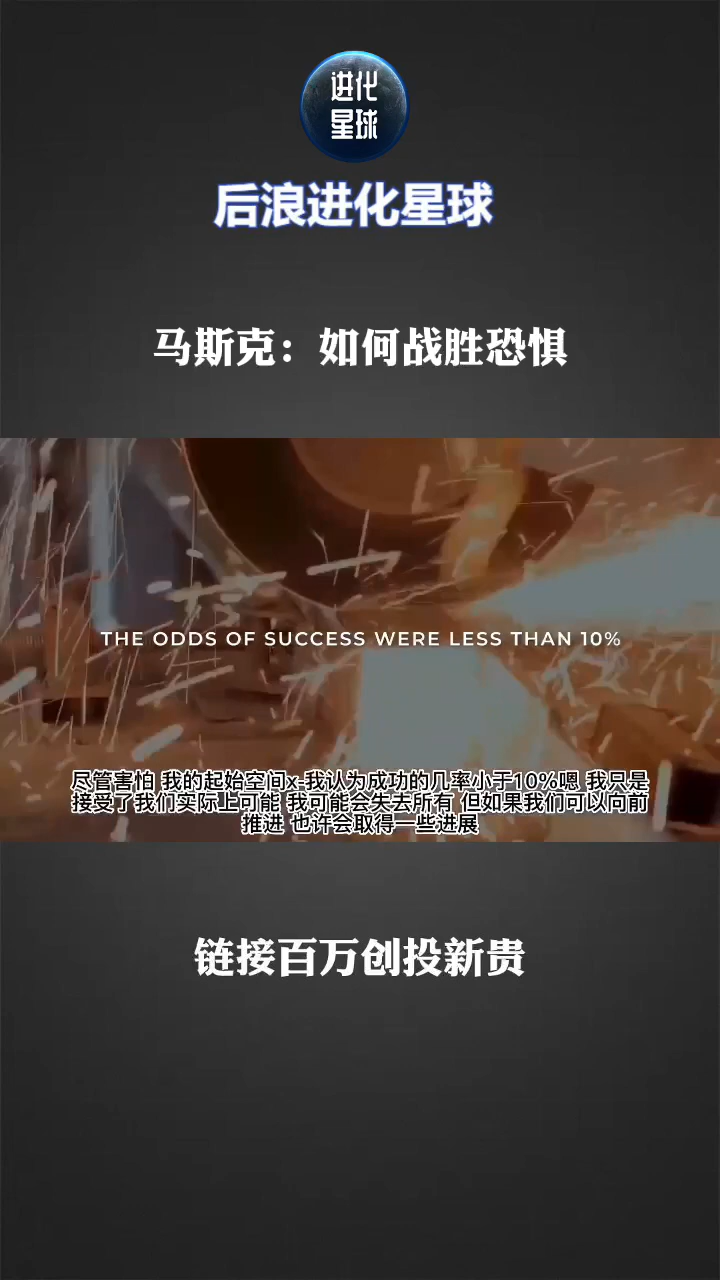 进化
星球
后浪进化星球
马斯克：如何战胜恐惧
THE ODDS OF SUCCESS WERE LESS THAN 10%
尽管害怕 我的起始空间x-我认为成功的几率小于10%嗯 我只是
接受了我们实际上可能 我可能会失去所有 但如果我们可以向前
推进 也许会取得一些进展
链接百万创投新贵